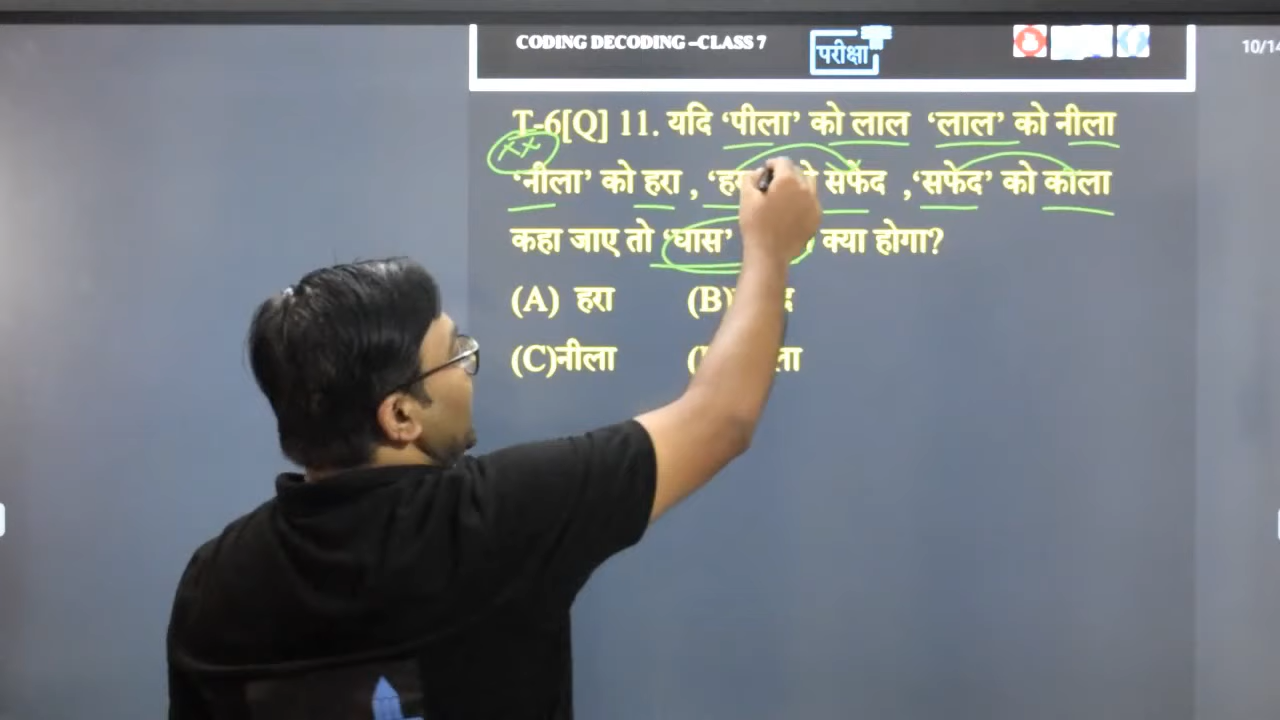 CODING DECODING –CLASS 7
परीक्षा
10/14
T-6[Q] 11. यदि ‘पीला’ को लाल ‘लाल’ को नीला
‘नीला’ को हरा , सफेद ,‘सफेद’ को काला
कहा जाए तो ‘घास’ क्या होगा?
(A) हरा (B)
(C)नीला